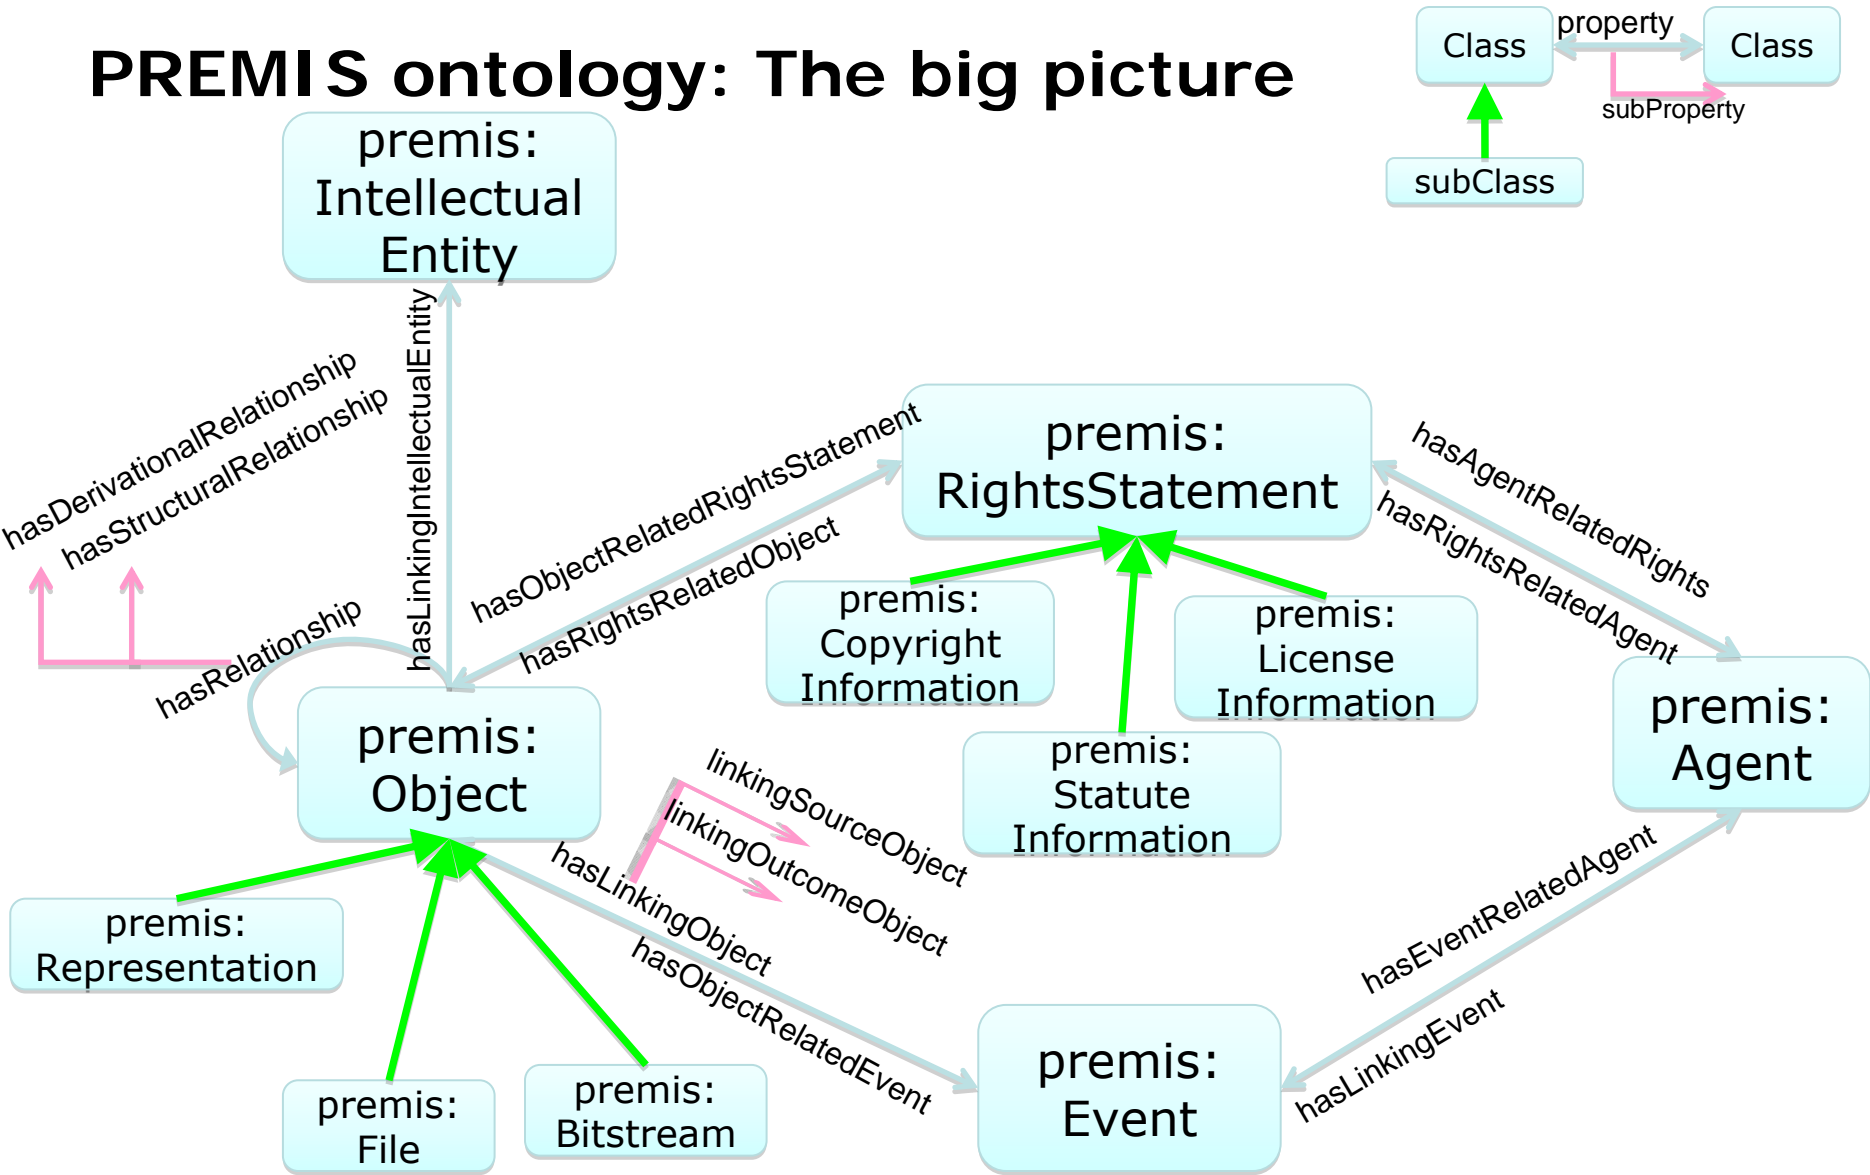 PREMIS ontology: The big picture
Class
property
Class
subProperty
subClass
premis:
Intellectual
Entity
hasDerivationalRelationship
hasStructuralRelationship
hasLinkingIntellectualEntity
hasRelationship
hasObjectRelatedRightsStatement
hasRightsRelatedObject
premis:
RightsStatement
hasAgentRelatedRights
hasRightsRelatedAgent
premis:
Copyright
Information
premis:
License
Information
premis:
Statute
Information
premis:
Object
premis:
Agent
linkingSourceObject
linkingOutcomeObject
hasLinkingObject
hasObjectRelatedEvent
hasEventRelatedAgent
hasLinkingEvent
premis:
Representation
premis:
File
premis:
Bitstream
premis:
Event